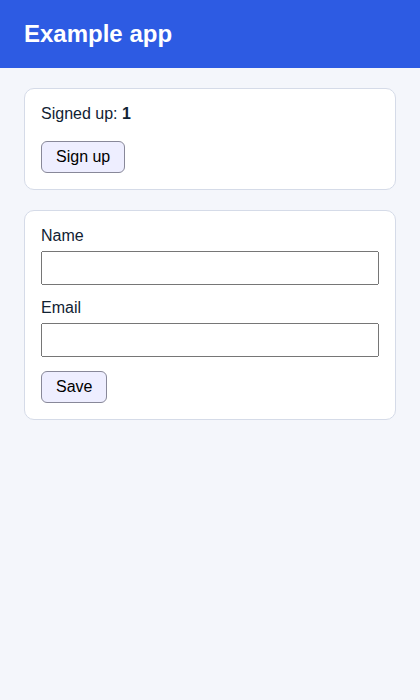 Example app
Signed up: 1
Sign up
Name
Email
Save